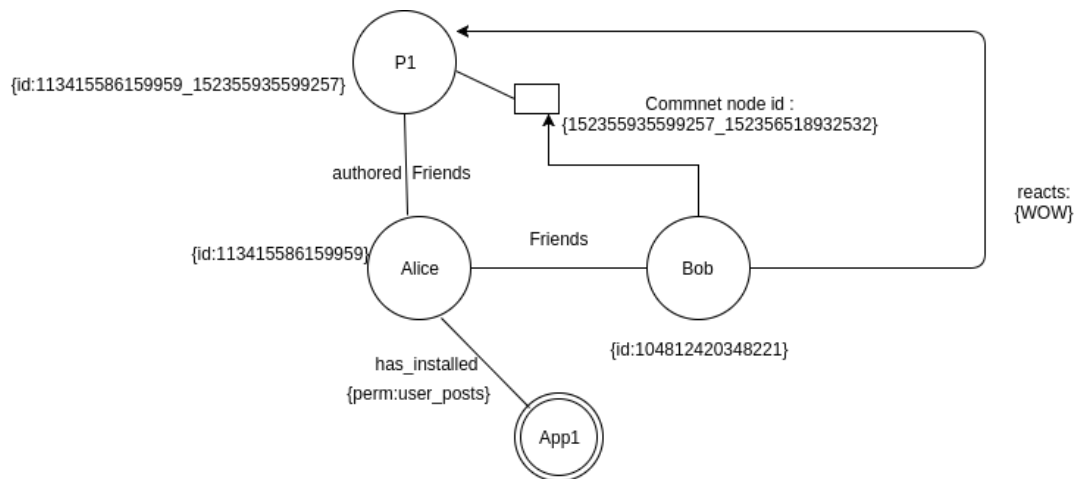 P1
{id:113415586159959_152355935599257}
Commnet node id :
{152355935599257_152356518932532}
authored Friends
reacts:
{WOW}
{id:113415586159959}
Alice
Friends
Bob
{id:104812420348221}
has_installed
{perm:user_posts}
App1